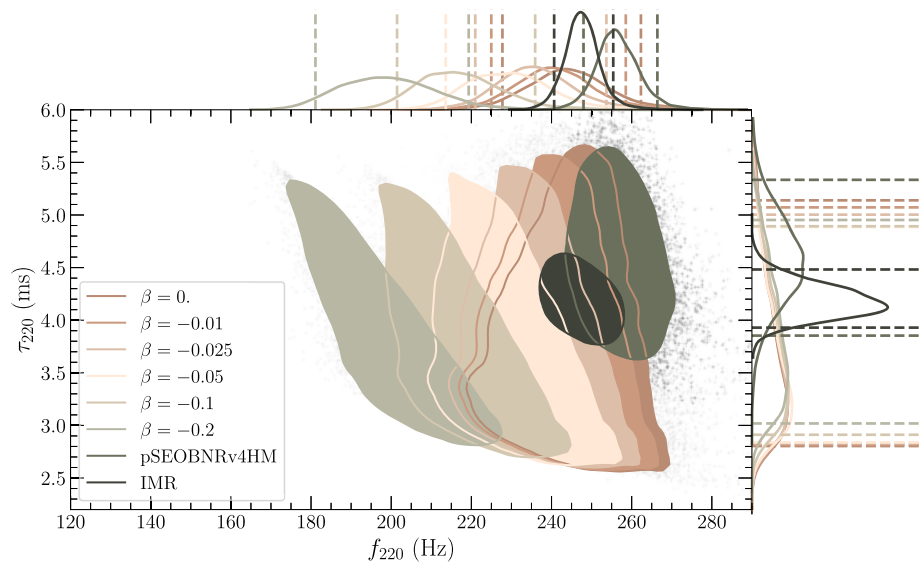 6.0
5.5
5.0
4.5
4.0
3.5
3.0
2.5
τ220 (ms)
β = 0.
β = −0.01
β = −0.025
β = −0.05
β = −0.1
β = −0.2
pSEOBNRv4HM
IMR
120 140 160 180 200 220 240 260 280
f220 (Hz)